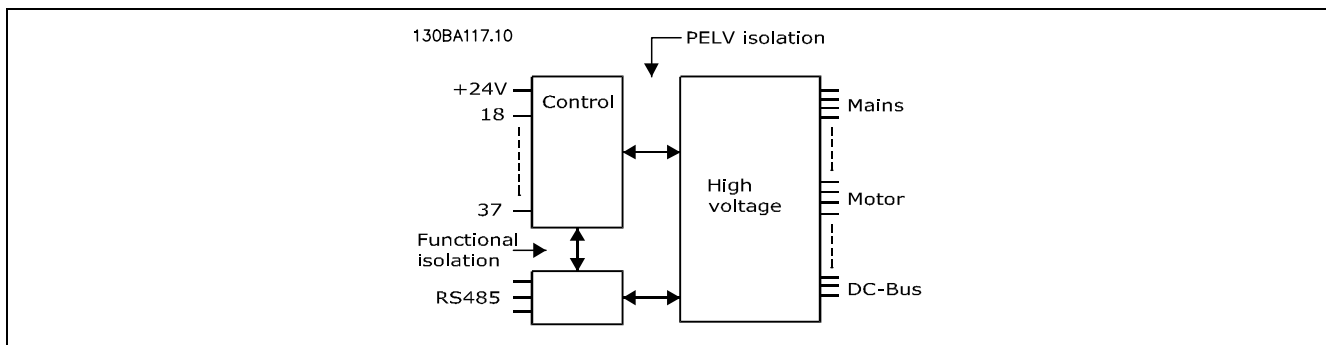 130BA117.10
PELV isolation
+24V
Control
18
Mains
High
voltage
Motor
37
Functional
isolation
RS485
DC-Bus